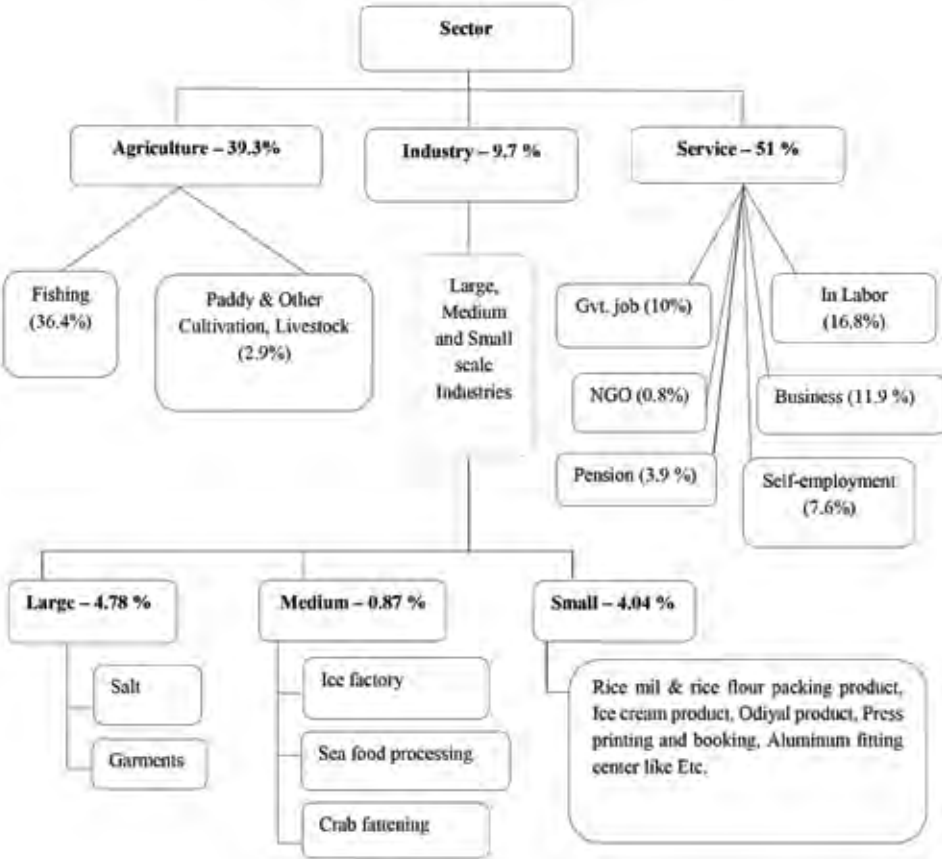 Sector
Agriculture – 39.3%
Industry – 9.7 %
Service – 51 %
Fishing
(36.4%)
Paddy & Other
Cultivation, Livestock
(2.9%)
Large,
Medium
and Small
scale
Industries
Gvt. job (10%)
In Labor
(16.8%)
NGO (0.8%)
Business (11.9 %)
Pension (3.9 %)
Self-employment
(7.6%)
Large – 4.78 %
Medium – 0.87 %
Small – 4.04 %
Salt
Garments
Ice factory
Sea food processing
Crab fattening
Rice mil & rice flour packing product,
Ice cream product, Odiyal product, Press
printing and booking, Aluminum fitting
center like Etc.